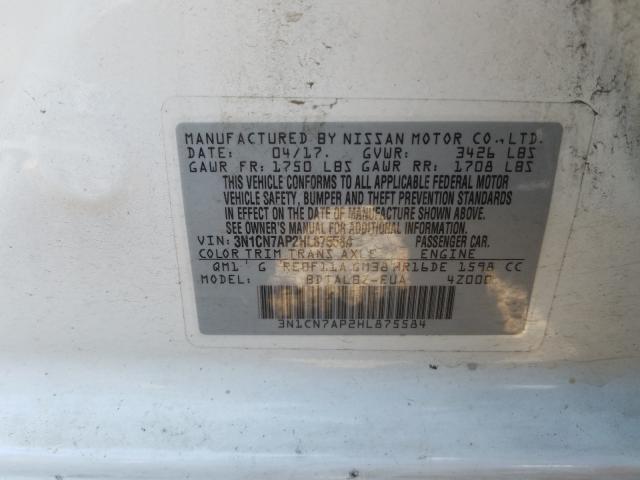 MANUFACTURED BY NISSAN MOTOR CO.,LTD.
DATE: 04/17. GVWR: 3426 LBS
GAWR FR: 1750 LBS GAWR RR: 1708 LBS
THIS VEHICLE CONFORMS TO ALL APPLICABLE FEDERAL MOTOR
VEHICLE SAFETY, BUMPER AND THEFT PREVENTION STANDARDS
IN EFFECT ON THE DATE OF MANUFACTURE SHOWN ABOVE.
SEE OWNER'S MANUAL FOR ADDITIONAL INFORMATION.
VIN: 3N1CN7AP2HL875584 PASSENGER CAR.
COLOR TRIM TRANS AXLE ENGINE
QM1 G RE0F11A GM38 HR16DE 1598 CC
MODEL: BDTALBZ-EUA 4Z000
3N1CN7AP2HL875584